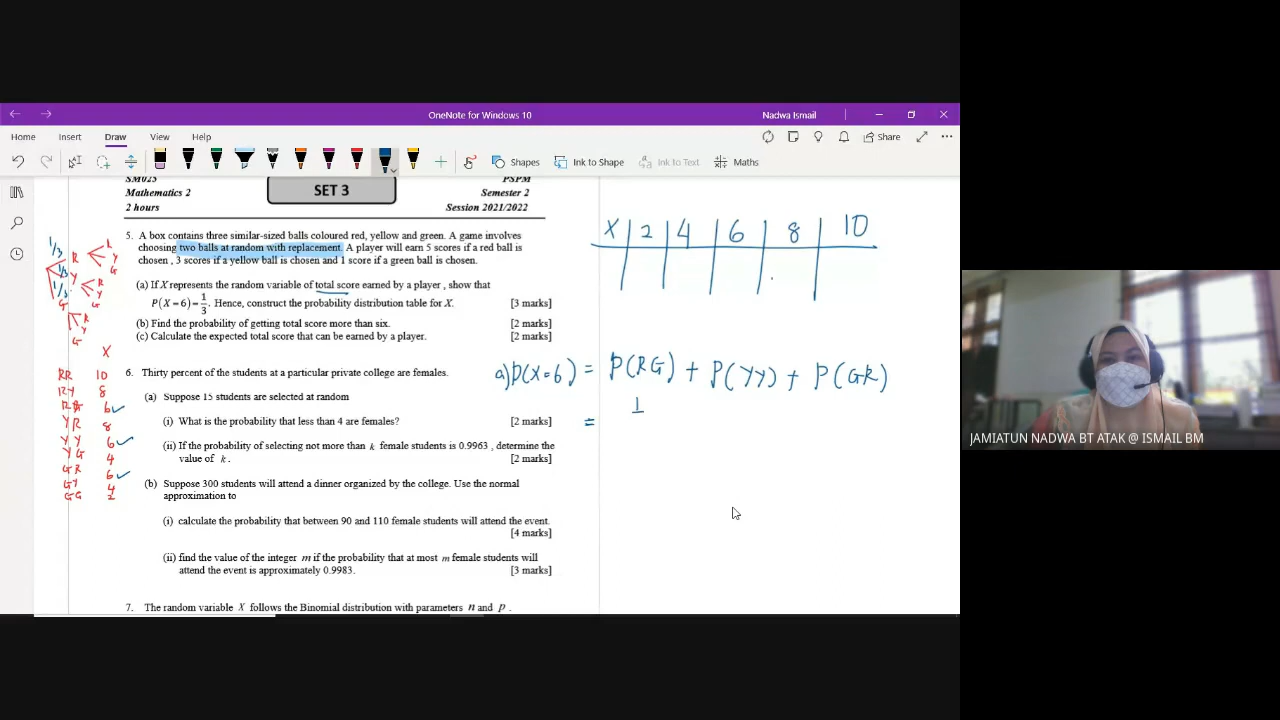 OneNote for Windows 10
Nadwa Ismail
Home Insert Draw View Help
Share
Shapes Ink to Shape Ink to Text Maths
SM025 PSPM
Mathematics 2 SET 3 Semester 2
2 hours Session 2021/2022
5. A box contains three similar-sized balls coloured red, yellow and green. A game involves
choosing two balls at random with replacement. A player will earn 5 scores if a red ball is
chosen , 3 scores if a yellow ball is chosen and 1 score if a green ball is chosen.
(a) If X represents the random variable of total score earned by a player , show that
P(X=6)=1/3. Hence, construct the probability distribution table for X. [3 marks]
(b) Find the probability of getting total score more than six. [2 marks]
(c) Calculate the expected total score that can be earned by a player. [2 marks]
6. Thirty percent of the students at a particular private college are females.
(a) Suppose 15 students are selected at random
(i) What is the probability that less than 4 are females? [2 marks]
(ii) If the probability of selecting not more than k female students is 0.9963 , determine the
value of k . [2 marks]
(b) Suppose 300 students will attend a dinner organized by the college. Use the normal
approximation to
(i) calculate the probability that between 90 and 110 female students will attend the event.
[4 marks]
(ii) find the value of the integer m if the probability that at most m female students will
attend the event is approximately 0.9983. [3 marks]
7. The random variable X follows the Binomial distribution with parameters n and p .
1/3 R R
Y
G
1/3 Y R
Y
G
1/3 G R
Y
G
X
RR 10
RY 8
RG 6 ✓
YR 8
YY 6 ✓
YG 4
GR 6 ✓
GY 4
GG 2
X 2 4 6 8 10
a) P(X=6) = P(RG) + P(YY) + P(GR)
= 1
JAMIATUN NADWA BT ATAK @ ISMAIL BM